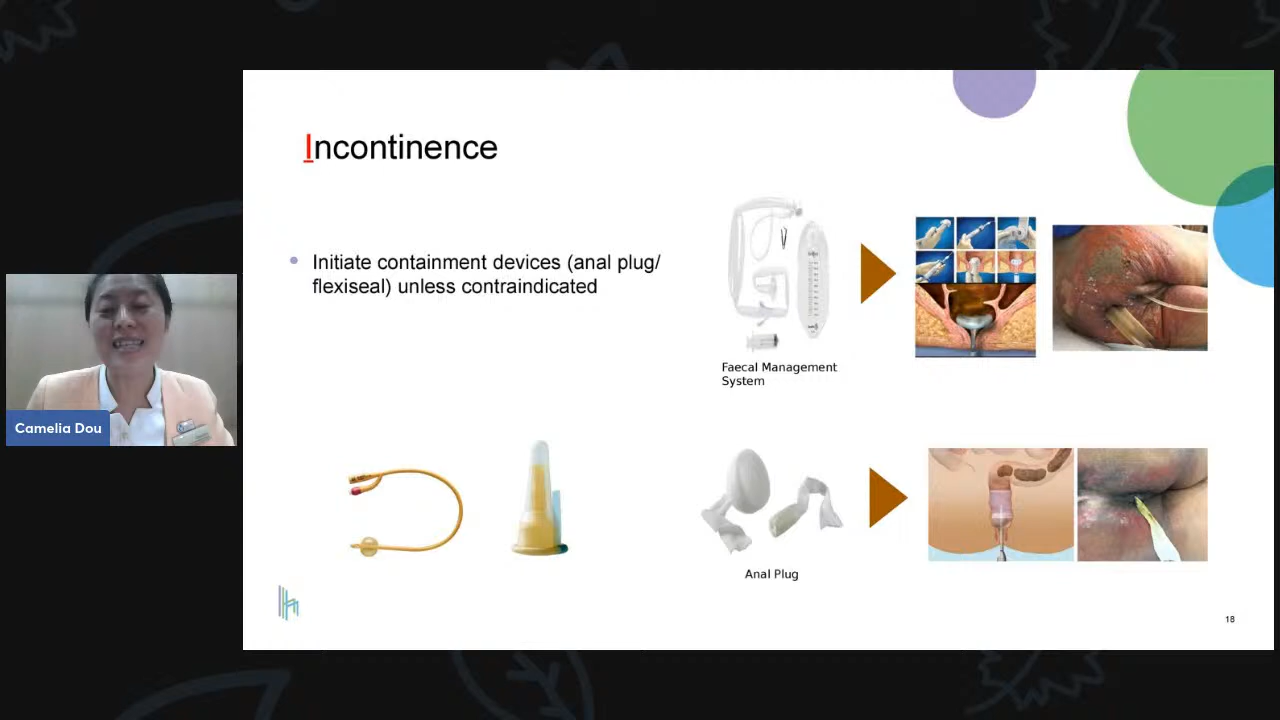 Incontinence
Initiate containment devices (anal plug/
flexiseal) unless contraindicated
Faecal Management
System
Anal Plug
Camelia Dou
18